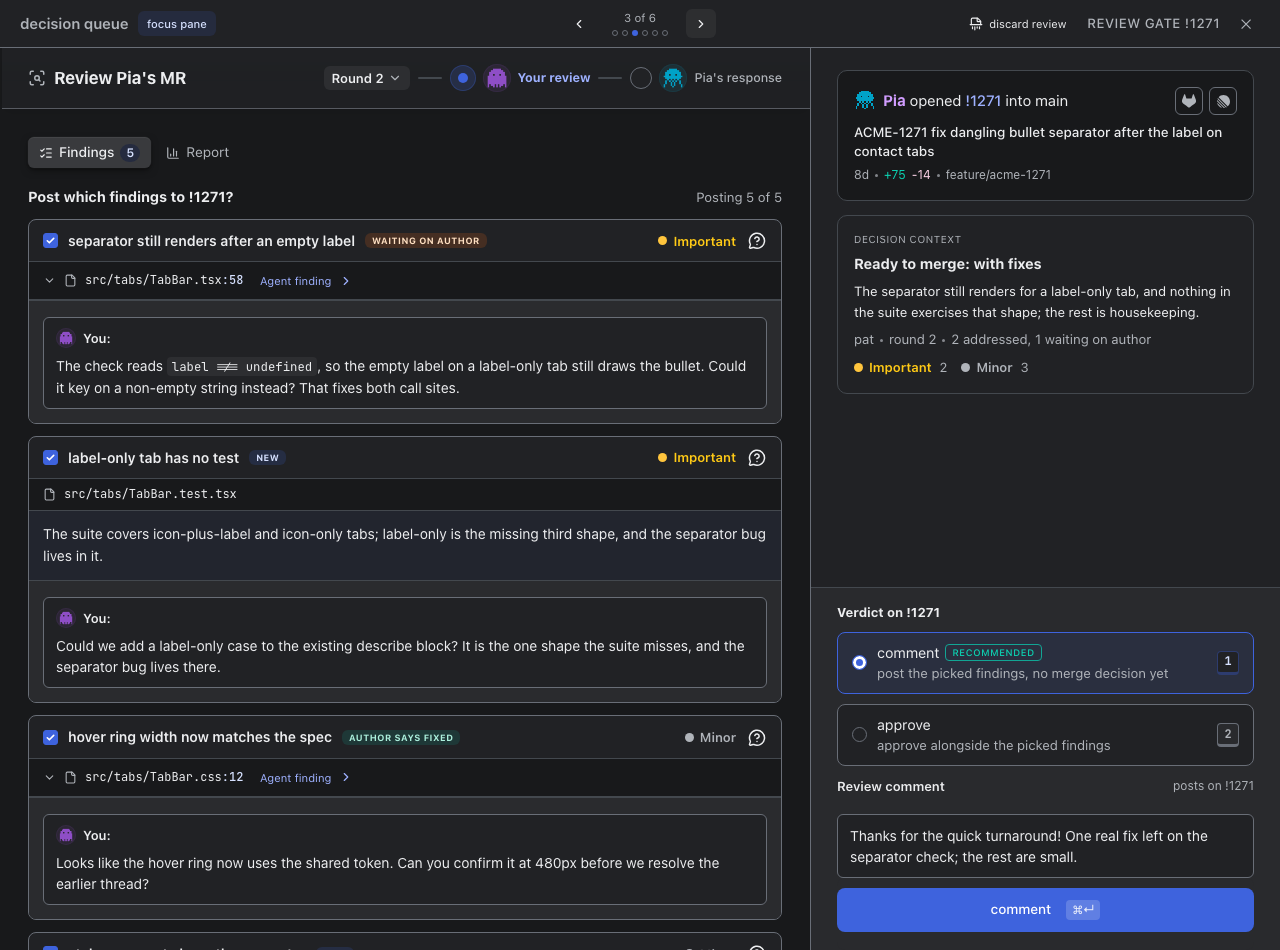 decision queue focus pane
3 of 6
discard review REVIEW GATE !1271
Review Pia's MR
Round 2 Your review Pia's response
Findings 5 Report
Post which findings to !1271? Posting 5 of 5
separator still renders after an empty label WAITING ON AUTHOR Important
src/tabs/TabBar.tsx:58 Agent finding
You:
The check reads label ≠ undefined, so the empty label on a label-only tab still draws the bullet. Could
it key on a non-empty string instead? That fixes both call sites.
label-only tab has no test NEW Important
src/tabs/TabBar.test.tsx
The suite covers icon-plus-label and icon-only tabs; label-only is the missing third shape, and the separator bug
lives in it.
You:
Could we add a label-only case to the existing describe block? It is the one shape the suite misses, and the
separator bug lives there.
hover ring width now matches the spec AUTHOR SAYS FIXED Minor
src/tabs/TabBar.css:12 Agent finding
You:
Looks like the hover ring now uses the shared token. Can you confirm it at 480px before we resolve the
earlier thread?
Pia opened !1271 into main
ACME-1271 fix dangling bullet separator after the label on
contact tabs
8d • +75 -14 • feature/acme-1271
DECISION CONTEXT
Ready to merge: with fixes
The separator still renders for a label-only tab, and nothing in
the suite exercises that shape; the rest is housekeeping.
pat • round 2 • 2 addressed, 1 waiting on author
Important 2 Minor 3
Verdict on !1271
comment RECOMMENDED
post the picked findings, no merge decision yet
1
approve
approve alongside the picked findings
2
Review comment posts on !1271
Thanks for the quick turnaround! One real fix left on the
separator check; the rest are small.
comment ⌘↵